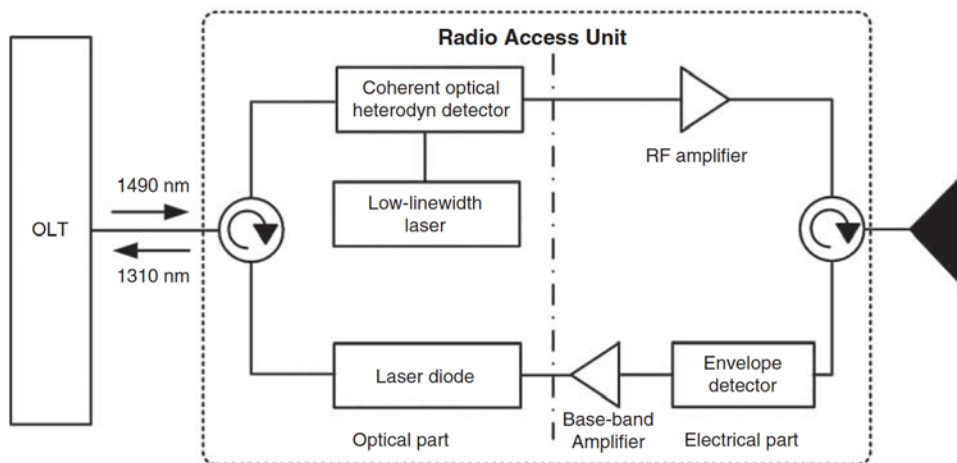 Radio Access Unit
Coherent optical
heterodyn detector
RF amplifier
1490 nm
Low-linewidth
laser
OLT
1310 nm
Laser diode
Envelope
detector
Base-band
Amplifier
Optical part
Electrical part